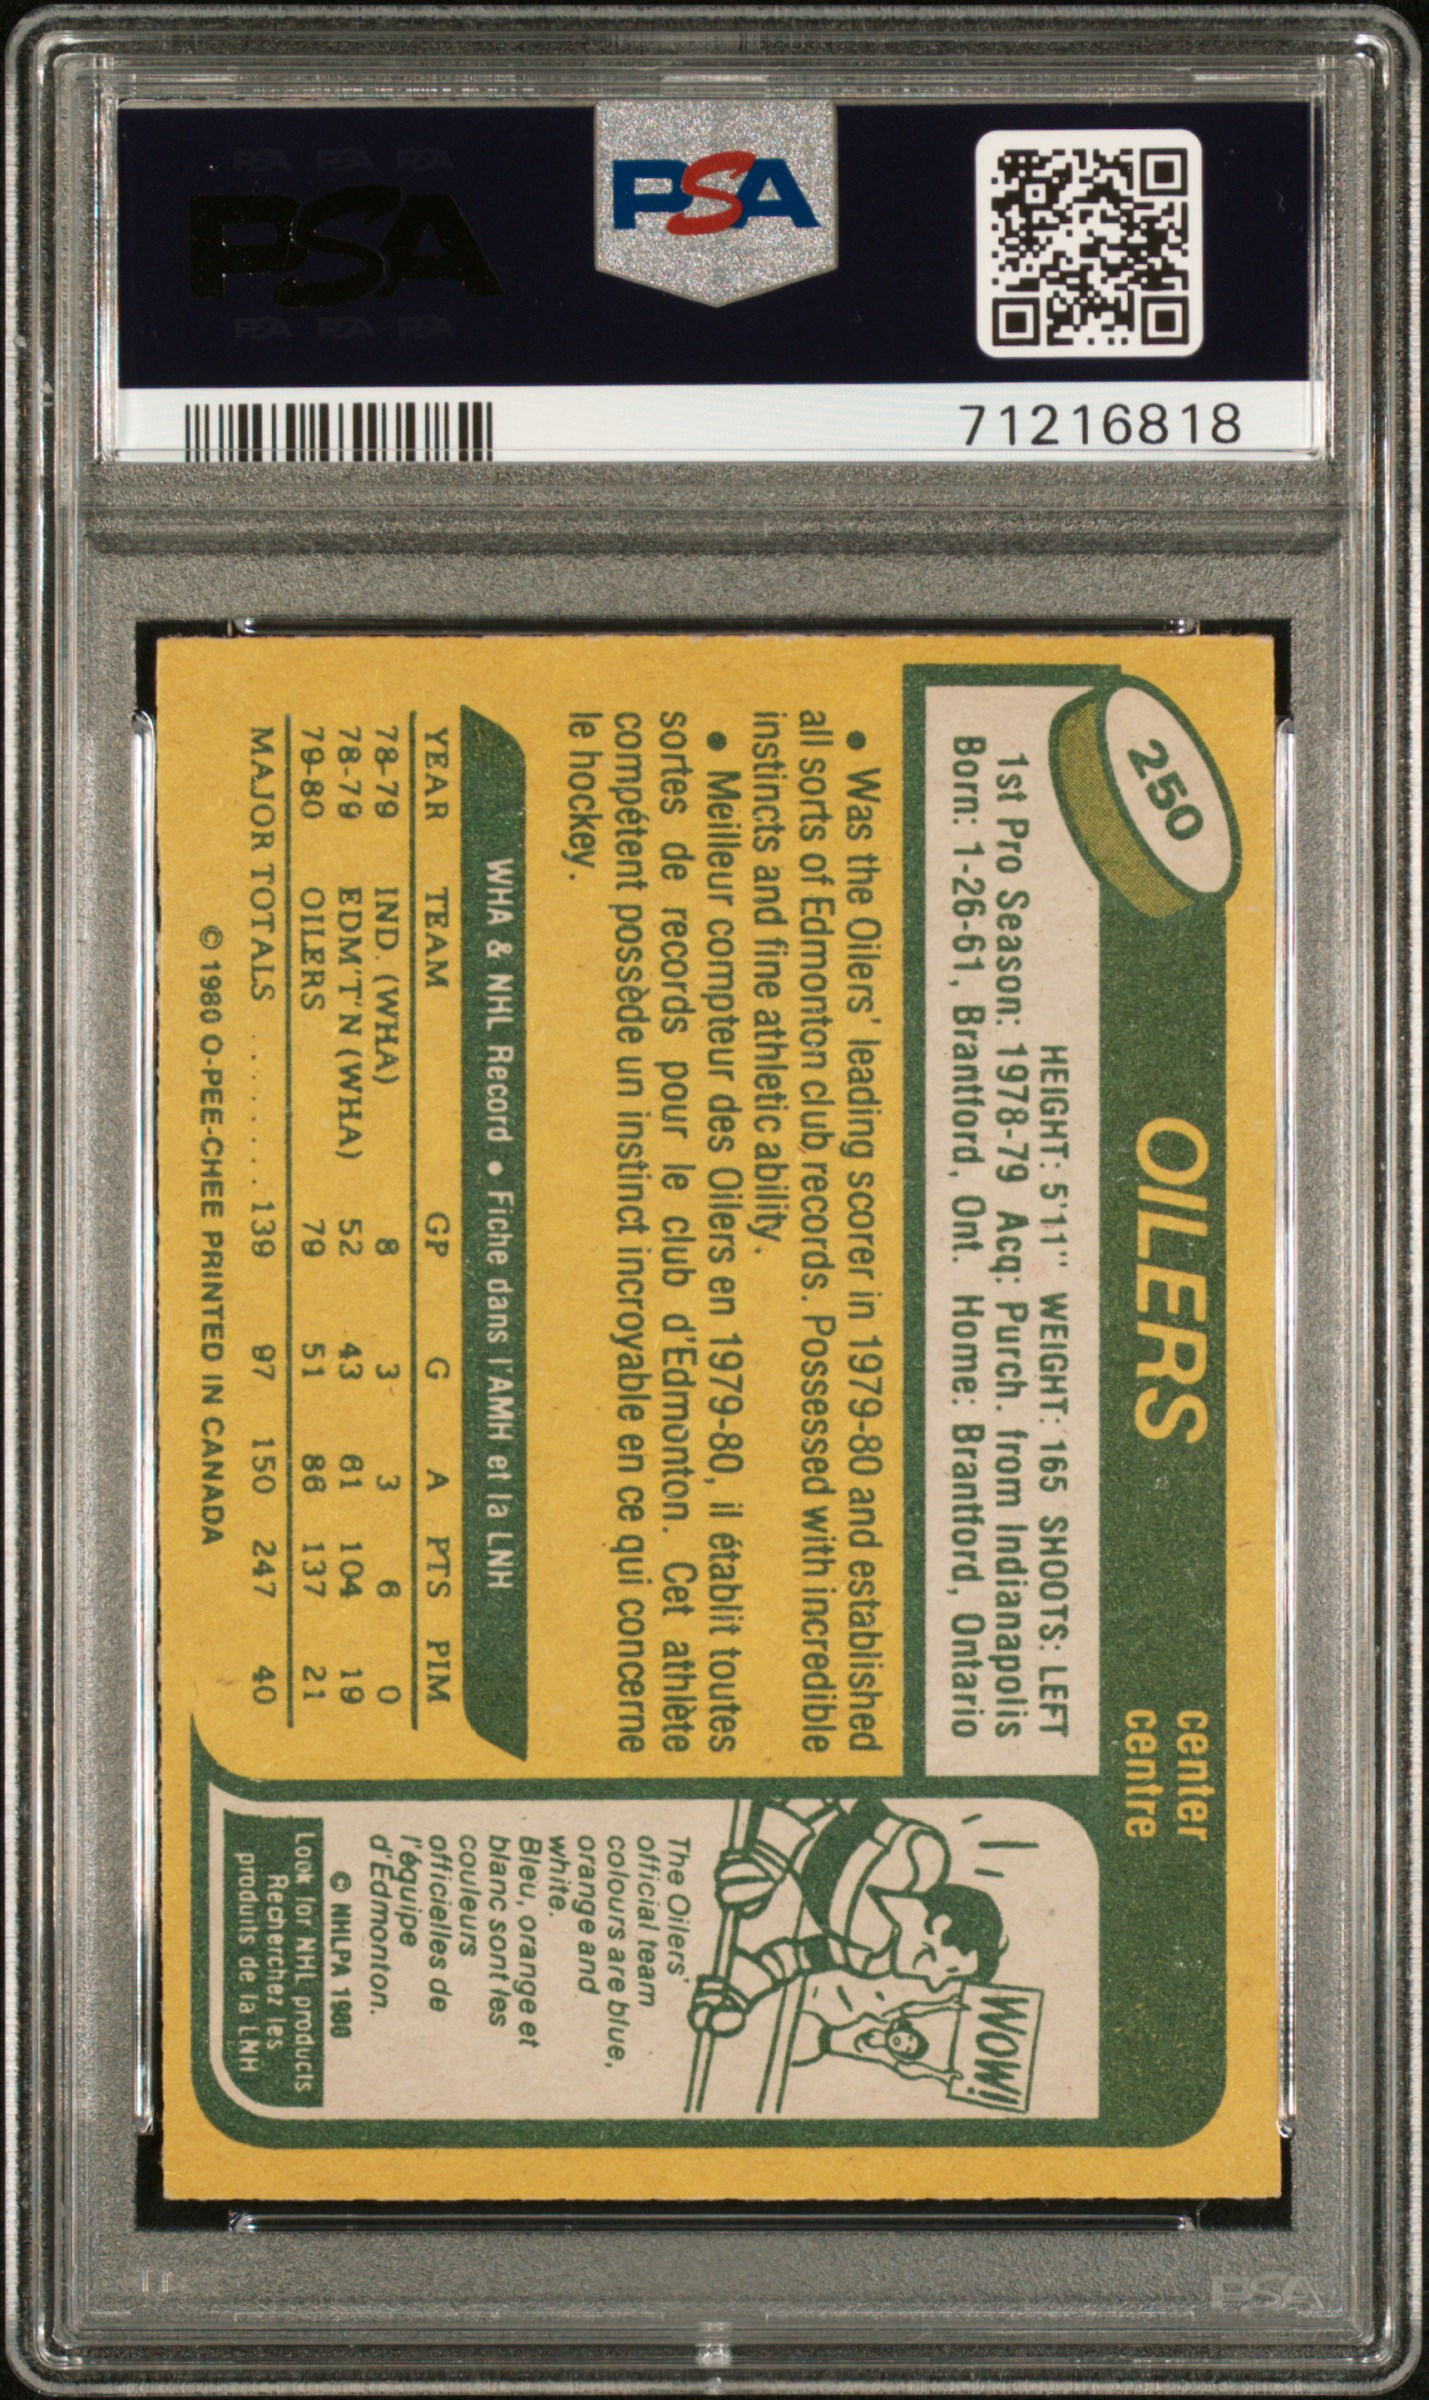 PSA PSA PSA
PSA
PSA PSA PSA
PSA
71216818
250
OILERS
center
centre
HEIGHT: 5'11" WEIGHT: 165 SHOOTS: LEFT
1st Pro Season: 1978-79 Acq: Purch. from Indianapolis
Born: 1-26-61, Brantford, Ont. Home: Brantford, Ontario
• Was the Oilers' leading scorer in 1979-80 and established
all sorts of Edmonton club records. Possessed with incredible
instincts and fine athletic ability.
• Meilleur compteur des Oilers en 1979-80, il établit toutes
sortes de records pour le club d'Edmonton. Cet athlète
compétent possède un instinct incroyable en ce qui concerne
le hockey.
WHA & NHL Record • Fiche dans l'AMH et la LNH
YEAR TEAM GP G A PTS PIM
78-79 IND. (WHA) 8 3 3 6 0
78-79 EDM'T'N (WHA) 52 43 61 104 19
79-80 OILERS 79 51 86 137 21
MAJOR TOTALS ....... 139 97 150 247 40
© 1980 O-PEE-CHEE PRINTED IN CANADA
WOW!
The Oilers'
official team
colours are blue,
orange and
white.
Bleu, orange et
blanc sont les
couleurs
officielles de
l'équipe
d'Edmonton.
© NHLPA 1980
Look for NHL products
Recherchez les
produits de la LNH
PSA